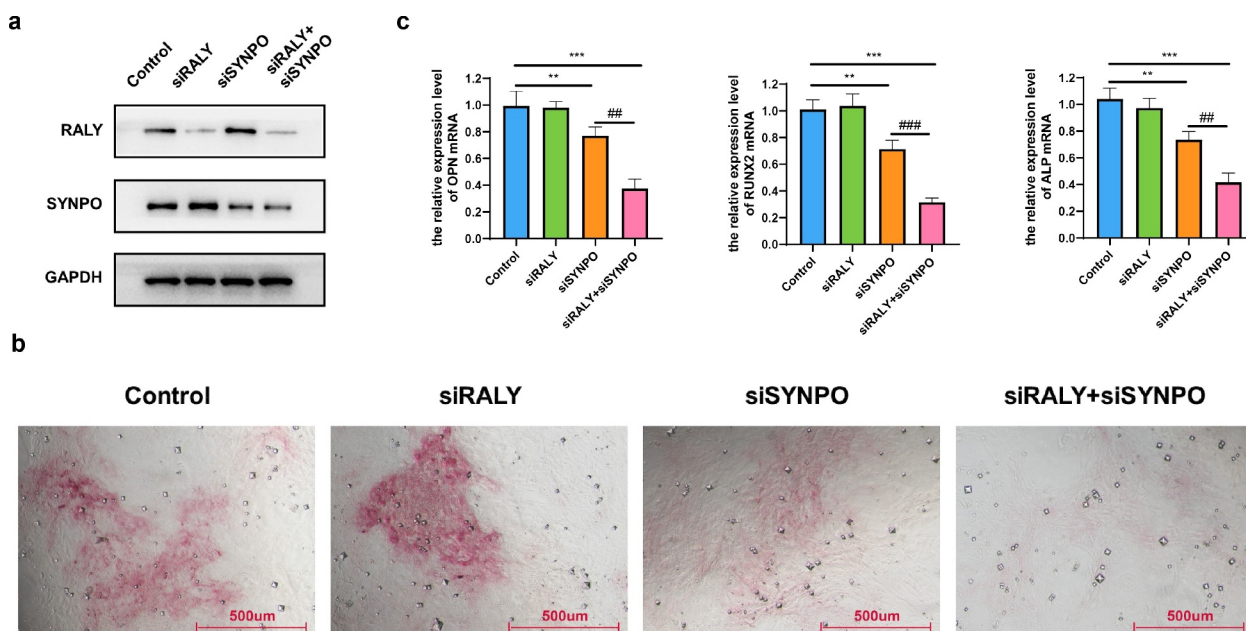 a
Control
siRALY
siSYNPO
siRALY+
siSYNPO
RALY
SYNPO
GAPDH
c
the relative expression level
of OPN mRNA
1.2
1.0
0.8
0.6
0.4
0.2
0.0
***
**
##
Control
siRALY
siSYNPO
siRALY+siSYNPO
the relative expression level
of RUNX2 mRNA
1.2
1.0
0.8
0.6
0.4
0.2
0.0
***
**
###
Control
siRALY
siSYNPO
siRALY+siSYNPO
the relative expression level
of ALP mRNA
1.2
1.0
0.8
0.6
0.4
0.2
0.0
***
**
##
Control
siRALY
siSYNPO
siRALY+siSYNPO
b
Control
siRALY
siSYNPO
siRALY+siSYNPO
500um
500um
500um
500um